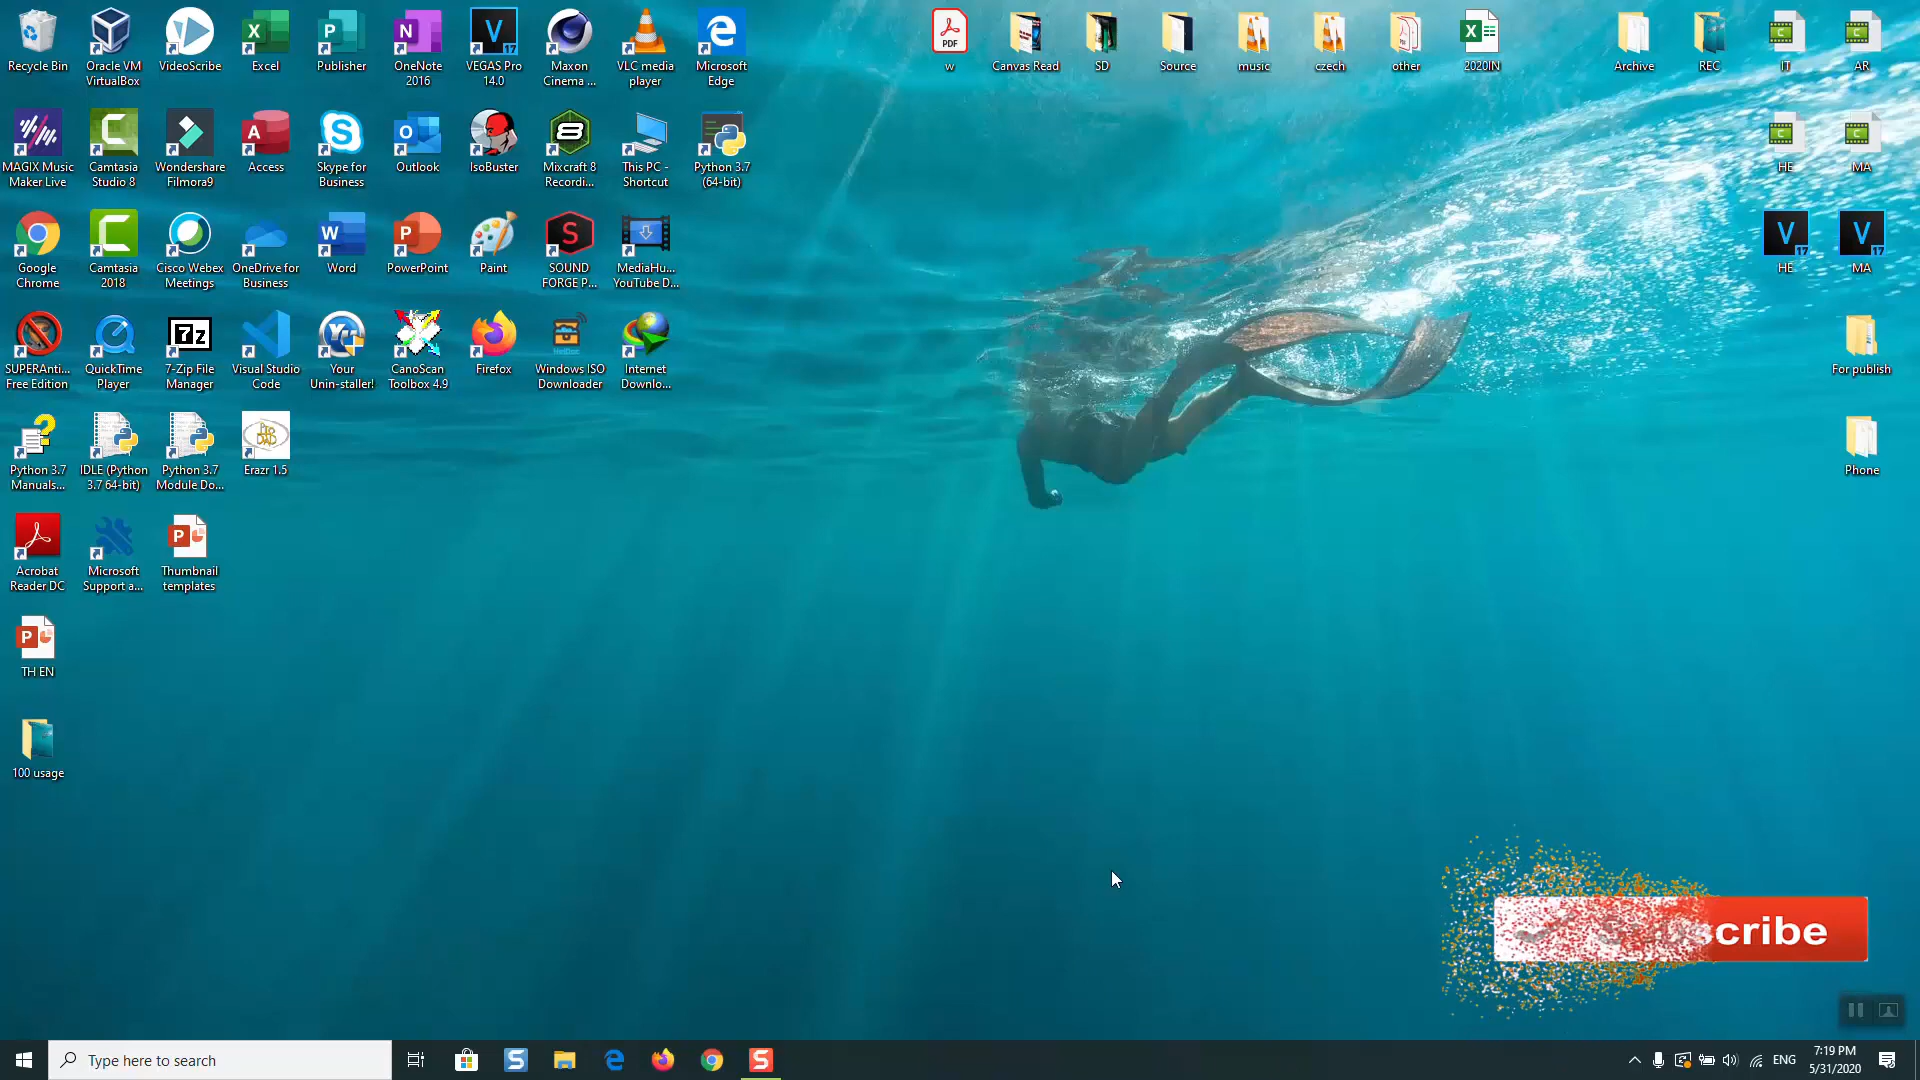 Recycle Bin
Oracle VM
VirtualBox
VideoScribe
Excel
Publisher
OneNote
2016
VEGAS Pro
14.0
Maxon
Cinema ...
VLC media
player
Microsoft
Edge
w
Canvas Read
SD
Source
music
czech
other
2020IN
Archive
REC
IT
AR
MAGIX Music
Maker Live
Camtasia
Studio 8
Wondershare
Filmora9
Access
Skype for
Business
Outlook
IsoBuster
Mixcraft 8
Recordi...
This PC -
Shortcut
Python 3.7
(64-bit)
HE
MA
Google
Chrome
Camtasia
2018
Cisco Webex
Meetings
OneDrive for
Business
Word
PowerPoint
Paint
SOUND
FORGE P...
MediaHu...
YouTube D...
HE
MA
SUPERAnti...
Free Edition
QuickTime
Player
7-Zip File
Manager
Visual Studio
Code
Your
Unin-staller!
CanoScan
Toolbox 4.9
Firefox
Windows ISO
Downloader
Internet
Downlo...
For publish
Python 3.7
Manuals...
IDLE (Python
3.7 64-bit)
Python 3.7
Module Do...
Erazr 1.5
Phone
Acrobat
Reader DC
Microsoft
Support a...
Thumbnail
templates
TH EN
100 usage
scribe
Type here to search
ENG
7:19 PM
5/31/2020